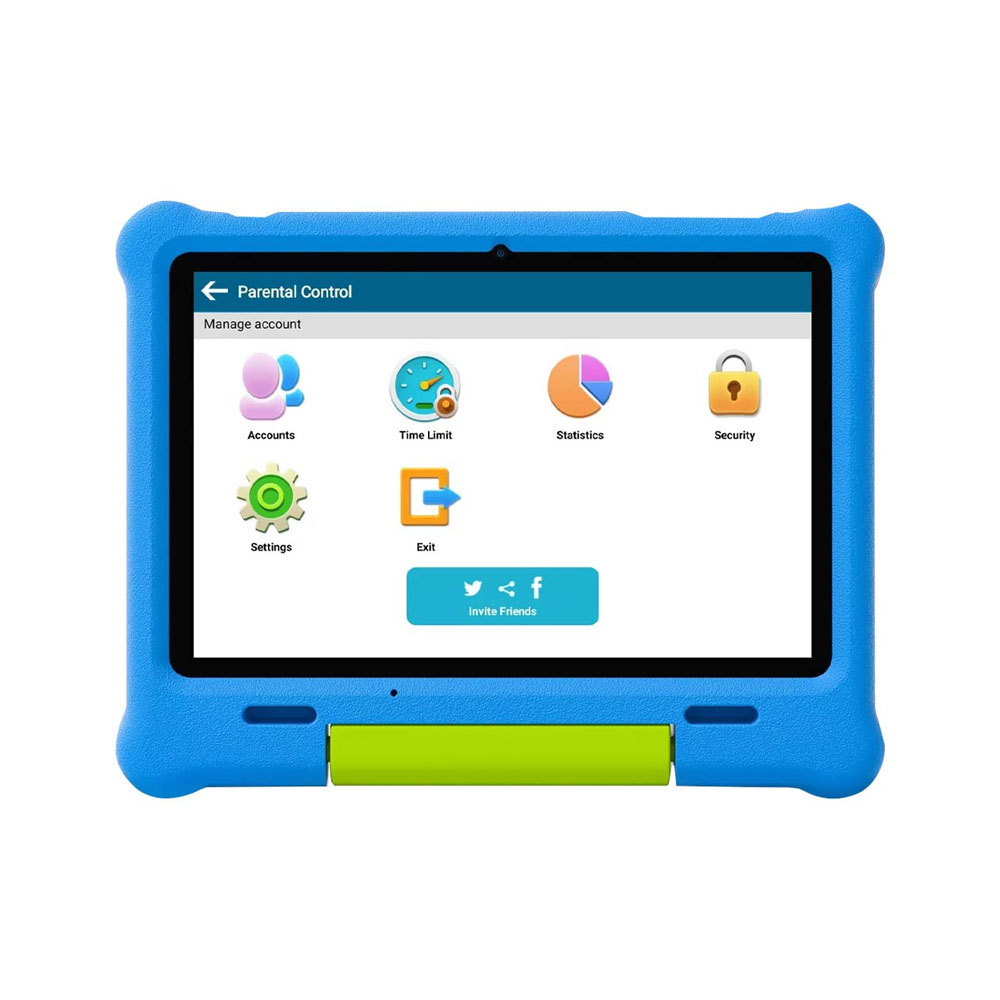 Parental Control
Manage account
Accounts
Time Limit
Statistics
Security
Settings
Exit
Invite Friends